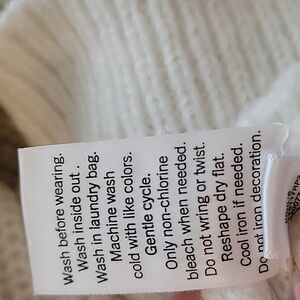 Wash before wearing.
Wash inside out .
Wash in laundry bag.
Machine wash
cold with like colors.
Gentle cycle.
Only non-chlorine
bleach when needed.
Do not wring or twist.
Reshape dry flat.
Cool iron if needed.
Do not iron decoration.